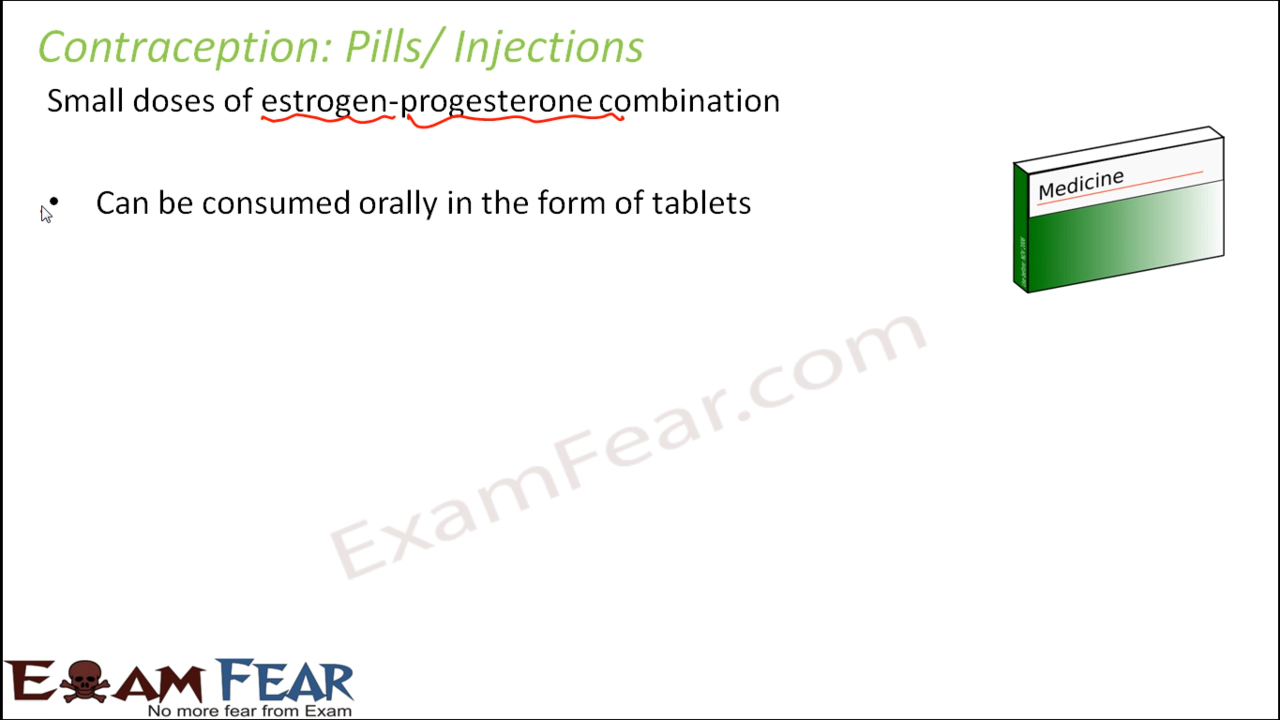 Contraception: Pills/ Injections
Small doses of estrogen-progesterone combination
• Can be consumed orally in the form of tablets
Medicine
ExamFear.com
EXAM FEAR
No more fear from Exam